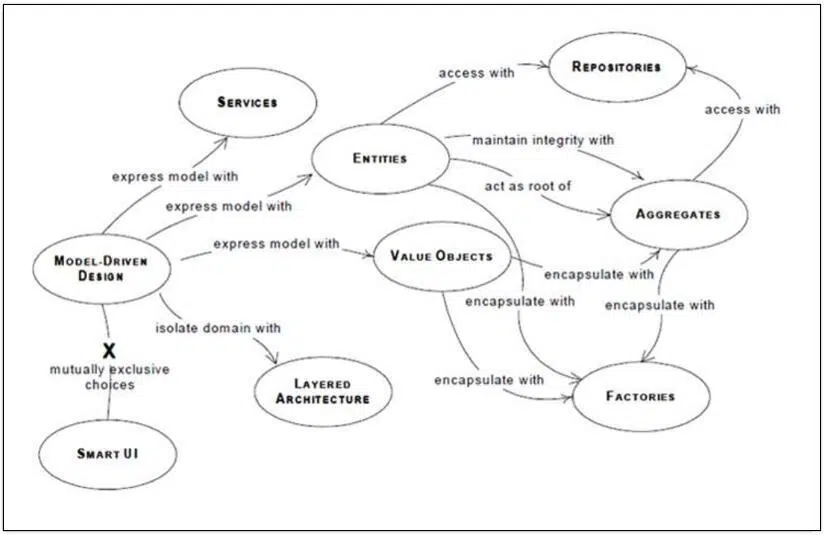 REPOSITORIES
access with
SERVICES
access with
maintain integrity with
ENTITIES
express model with
act as root of
express model with
AGGREGATES
express model with
VALUE OBJECTS
MODEL-DRIVEN
DESIGN
encapsulate with
encapsulate with
encapsulate with
isolate domain with
X
mutually exclusive
choices
encapsulate with
LAYERED
ARCHITECTURE
FACTORIES
SMART UI